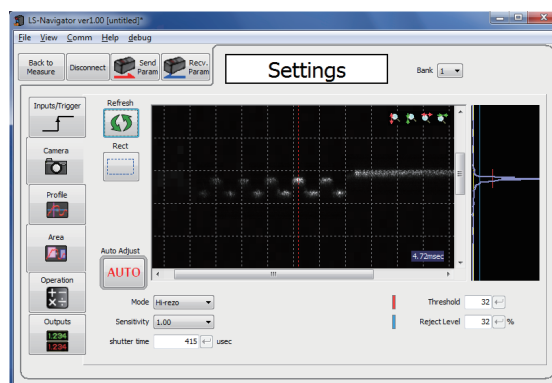 LS-Navigator ver1.00 [untitled]*
File View Comm Help debug
Back to Measure Disconnect Send Param Recv. Param Settings Bank 1
Inputs/Trigger
Refresh
Camera
Rect
Profile
Area
Auto Adjust
AUTO
4.72msec
Operation
Mode Hi-rezo Threshold 32
Sensitivity 1.00 Reject Level 32 %
Outputs
1.234
1.234
shutter time 415 usec